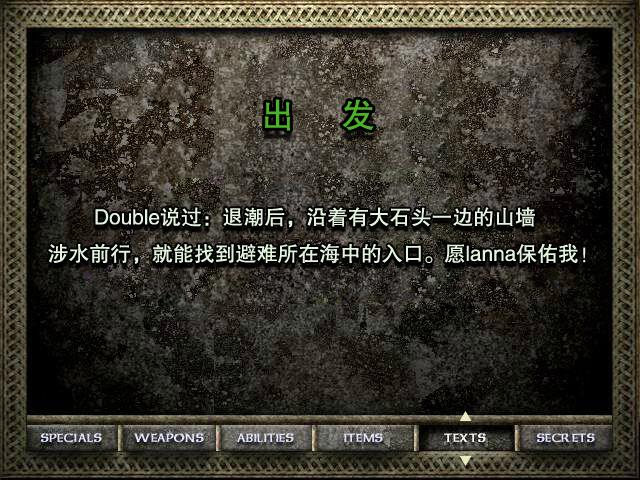 出 发
Double说过：退潮后，沿着有大石头一边的山墙
涉水前行，就能找到避难所在海中的入口。愿Ianna保佑我！
SPECIALS WEAPONS ABILITIES ITEMS TEXTS SECRETS